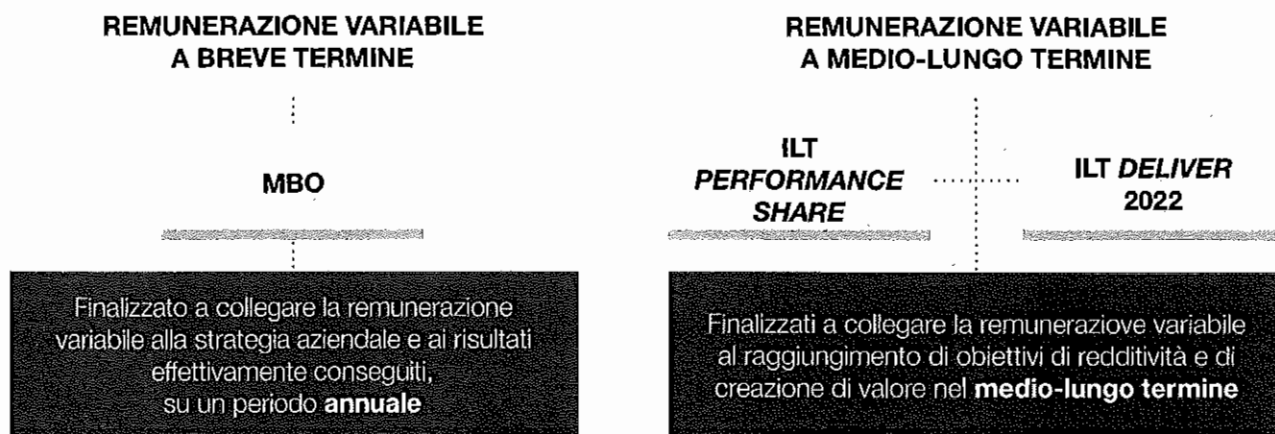 REMUNERAZIONE VARIABILE
A BREVE TERMINE
MBO
Finalizzato a collegare la remunerazione
variabile alla strategia aziendale e ai risultati
effettivamente conseguiti,
su un periodo annuale
REMUNERAZIONE VARIABILE
A MEDIO-LUNGO TERMINE
ILT
PERFORMANCE
SHARE
ILT DELIVER
2022
Finalizzati a collegare la remuneraziove variabile
al raggiungimento di obiettivi di redditività e di
creazione di valore nel medio-lungo termine